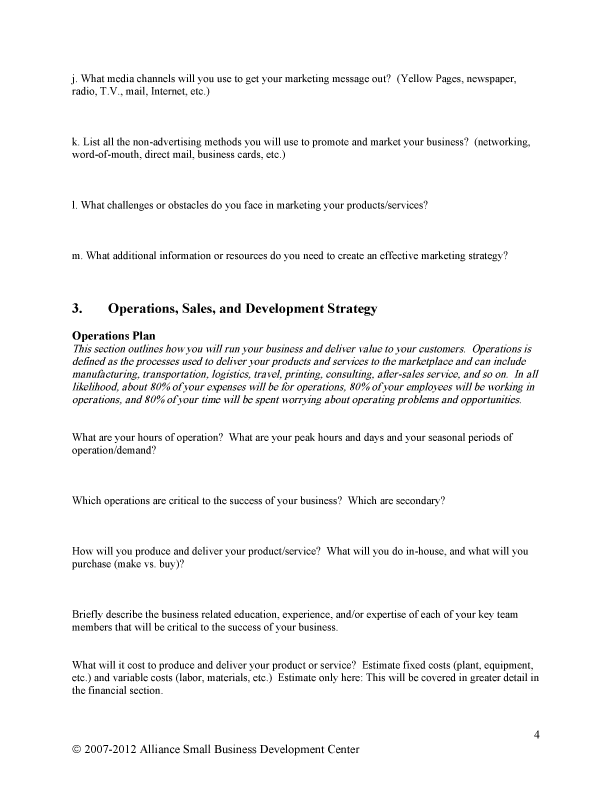 j. What media channels will you use to get your marketing message out?  (Yellow Pages, newspaper,
radio, T.V., mail, Internet, etc.)
k. List all the non-advertising methods you will use to promote and market your business?  (networking,
word-of-mouth, direct mail, business cards, etc.)
l. What challenges or obstacles do you face in marketing your products/services?
m. What additional information or resources do you need to create an effective marketing strategy?
3. Operations, Sales, and Development Strategy
Operations Plan
This section outlines how you will run your business and deliver value to your customers.  Operations is
defined as the processes used to deliver your products and services to the marketplace and can include
manufacturing, transportation, logistics, travel, printing, consulting, after-sales service, and so on.  In all
likelihood, about 80% of your expenses will be for operations, 80% of your employees will be working in
operations, and 80% of your time will be spent worrying about operating problems and opportunities.
What are your hours of operation?  What are your peak hours and days and your seasonal periods of
operation/demand?
Which operations are critical to the success of your business?  Which are secondary?
How will you produce and deliver your product/service?  What will you do in-house, and what will you
purchase (make vs. buy)?
Briefly describe the business related education, experience, and/or expertise of each of your key team
members that will be critical to the success of your business.
What will it cost to produce and deliver your product or service?  Estimate fixed costs (plant, equipment,
etc.) and variable costs (labor, materials, etc.)  Estimate only here: This will be covered in greater detail in
the financial section.
4
© 2007-2012 Alliance Small Business Development Center